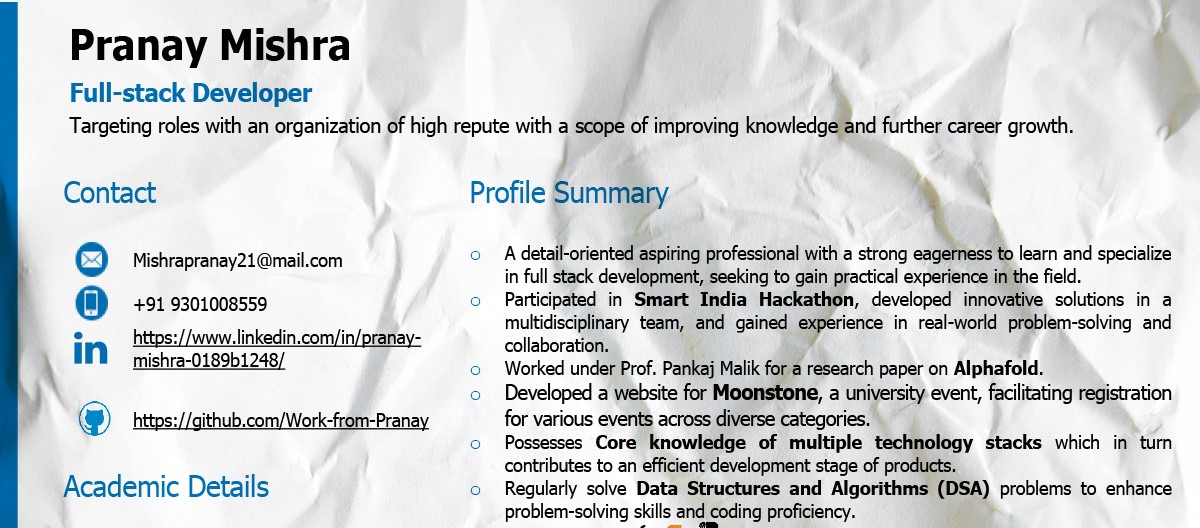 Pranay Mishra
Full-stack Developer
Targeting roles with an organization of high repute with a scope of improving knowledge and further career growth.
Contact
Mishrapranay21@mail.com
+91 9301008559
https://www.linkedin.com/in/pranay-
mishra-0189b1248/
https://github.com/Work-from-Pranay
Academic Details
Profile Summary
o A detail-oriented aspiring professional with a strong eagerness to learn and specialize
in full stack development, seeking to gain practical experience in the field.
o Participated in Smart India Hackathon, developed innovative solutions in a
multidisciplinary team, and gained experience in real-world problem-solving and
collaboration.
o Worked under Prof. Pankaj Malik for a research paper on Alphafold.
o Developed a website for Moonstone, a university event, facilitating registration
for various events across diverse categories.
o Possesses Core knowledge of multiple technology stacks which in turn
contributes to an efficient development stage of products.
o Regularly solve Data Structures and Algorithms (DSA) problems to enhance
problem-solving skills and coding proficiency.